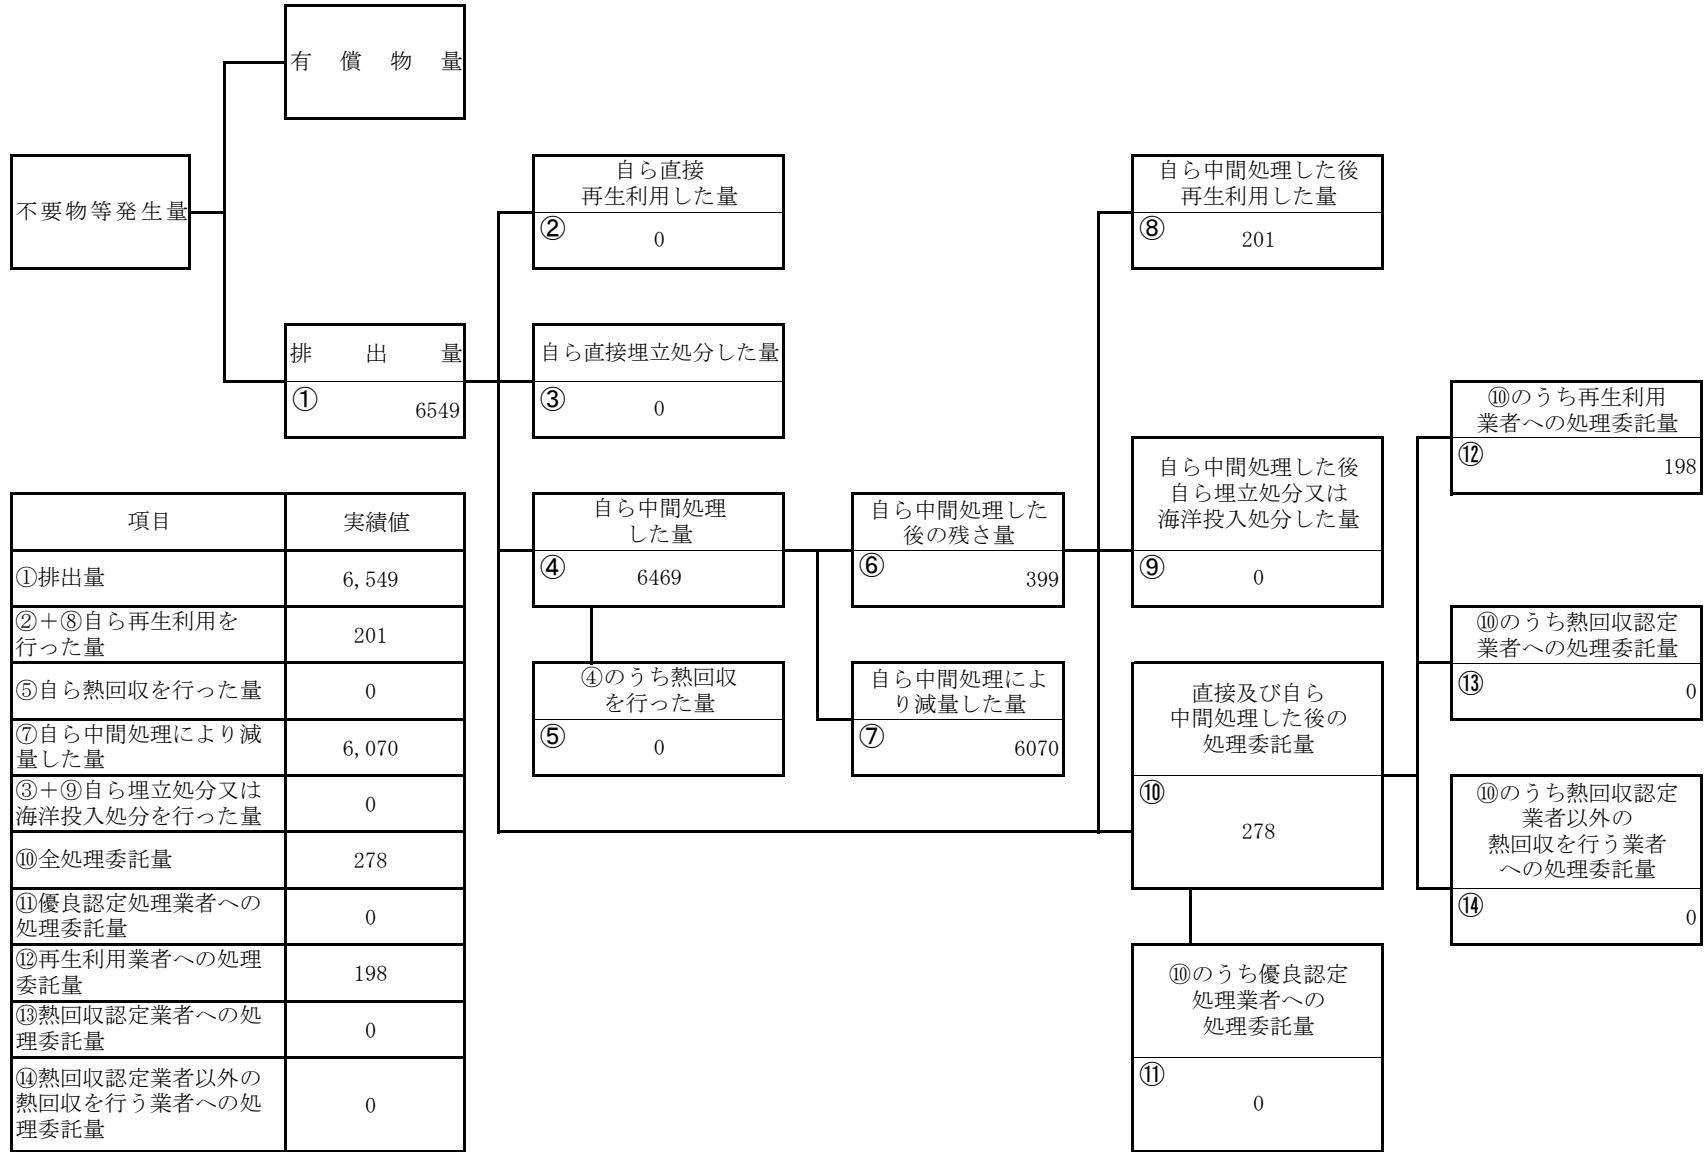 有償物量
不要物等発生量
排出量
①
6549
自ら直接
再生利用した量
②
0
自ら直接埋立処分した量
③
0
自ら中間処理
した量
④
6469
④のうち熱回収
を行った量
⑤
0
自ら中間処理した
後の残さ量
⑥
399
自ら中間処理によ
り減量した量
⑦
6070
自ら中間処理した後
再生利用した量
⑧
201
自ら中間処理した後
自ら埋立処分又は
海洋投入処分した量
⑨
0
直接及び自ら
中間処理した後の
処理委託量
⑩
278
⑩のうち優良認定
処理業者への
処理委託量
⑪
0
⑩のうち再生利用
業者への処理委託量
⑫
198
⑩のうち熱回収認定
業者への処理委託量
⑬
0
⑩のうち熱回収認定
業者以外の
熱回収を行う業者
への処理委託量
⑭
0
項目 実績値
①排出量 6,549
②＋⑧自ら再生利用を
行った量 201
⑤自ら熱回収を行った量 0
⑦自ら中間処理により減
量した量 6,070
③＋⑨自ら埋立処分又は
海洋投入処分を行った量 0
⑩全処理委託量 278
⑪優良認定処理業者への
処理委託量 0
⑫再生利用業者への処理
委託量 198
⑬熱回収認定業者への処
理委託量 0
⑭熱回収認定業者以外の
熱回収を行う業者への処
理委託量 0